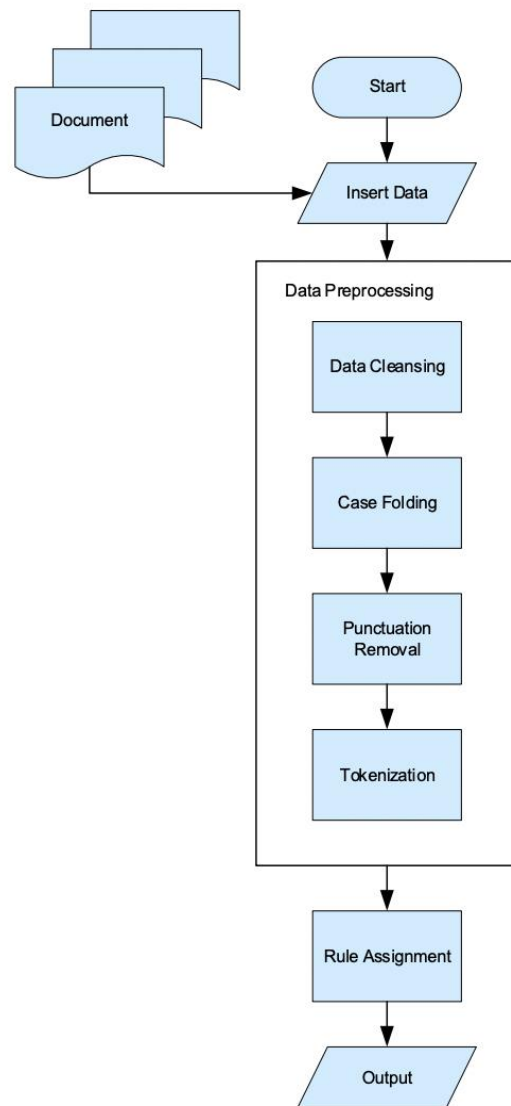 Document
Start
Insert Data
Data Preprocessing
Data Cleansing
Case Folding
Punctuation
Removal
Tokenization
Rule Assignment
Output